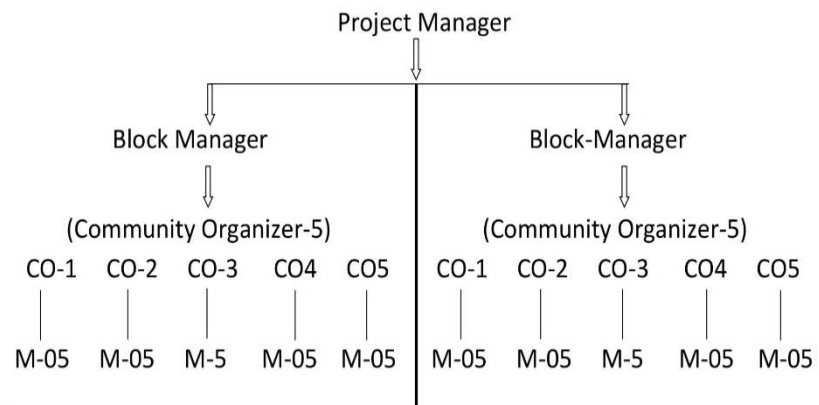 Project Manager
Block Manager Block-Manager
(Community Organizer-5) (Community Organizer-5)
CO-1 CO-2 CO-3 CO4 CO5 CO-1 CO-2 CO-3 CO4 CO5
M-05 M-05 M-5 M-05 M-05 M-05 M-05 M-5 M-05 M-05